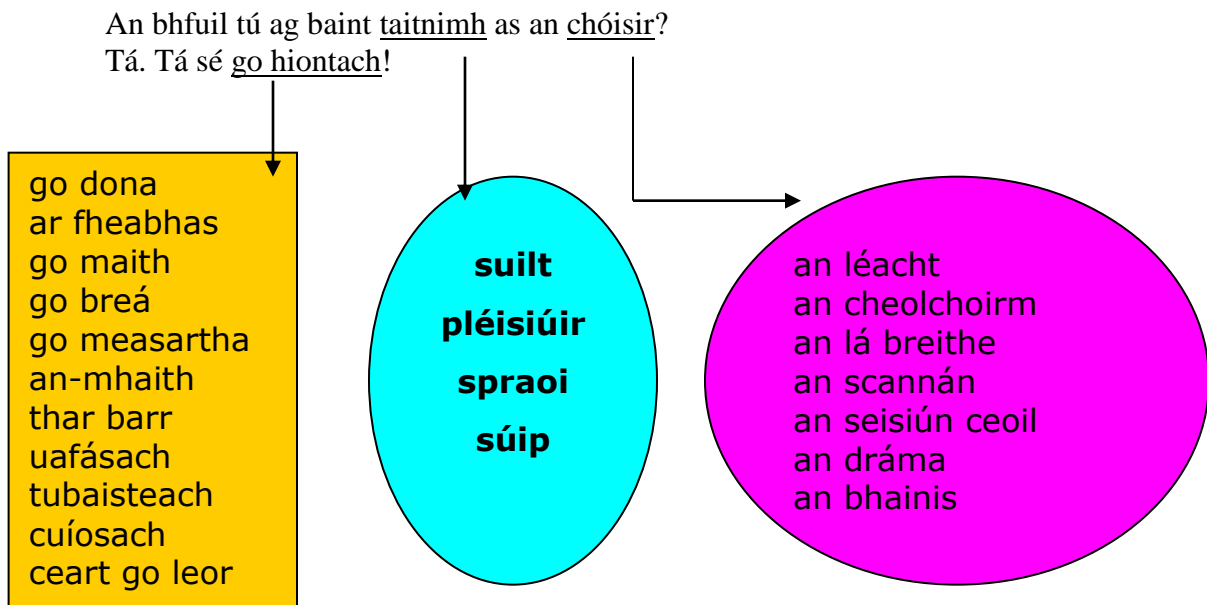 An bhfuil tú ag baint taitnimh as an chóisir?
Tá. Tá sé go hiontach!
go dona
ar fheabhas
go maith
go breá
go measartha
an-mhaith
thar barr
uafásach
tubaisteach
cuíosach
ceart go leor
suilt
pléisiúir
spraoi
súip
an léacht
an cheolchoirm
an lá breithe
an scannán
an seisiún ceoil
an dráma
an bhainis